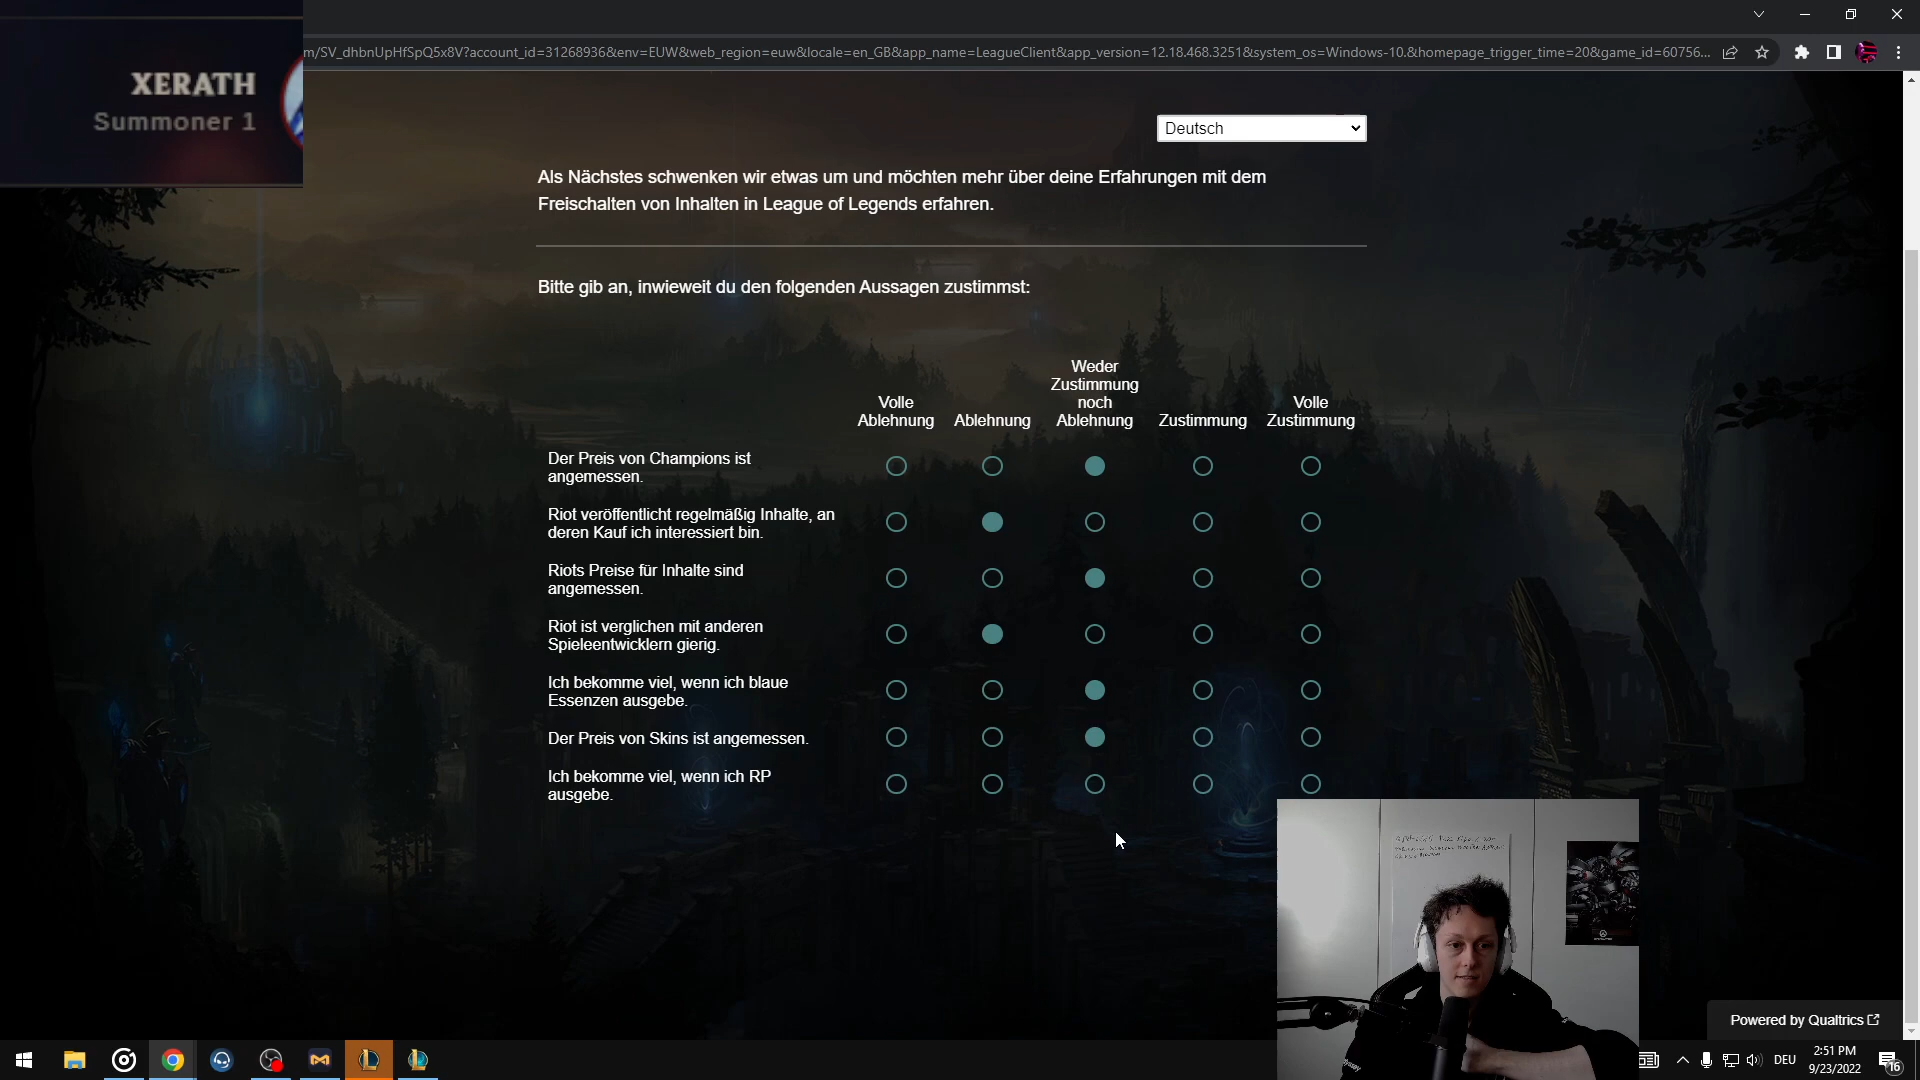 XERATH
Summoner 1
m/SV_dhbnUpHfSpQ5x8V?account_id=31268936&env=EUW&web_region=euw&locale=en_GB&app_name=LeagueClient&app_version=12.18.468.3251&system_os=Windows-10.&homepage_trigger_time=20&game_id=60756...
Deutsch
Als Nächstes schwenken wir etwas um und möchten mehr über deine Erfahrungen mit dem
Freischalten von Inhalten in League of Legends erfahren.
Bitte gib an, inwieweit du den folgenden Aussagen zustimmst:
Volle
Ablehnung
Ablehnung
Weder
Zustimmung
noch
Ablehnung
Zustimmung
Volle
Zustimmung
Der Preis von Champions ist
angemessen.
Riot veröffentlicht regelmäßig Inhalte, an
deren Kauf ich interessiert bin.
Riots Preise für Inhalte sind
angemessen.
Riot ist verglichen mit anderen
Spieleentwicklern gierig.
Ich bekomme viel, wenn ich blaue
Essenzen ausgebe.
Der Preis von Skins ist angemessen.
Ich bekomme viel, wenn ich RP
ausgebe.
Powered by Qualtrics
DEU
2:51 PM
9/23/2022
16